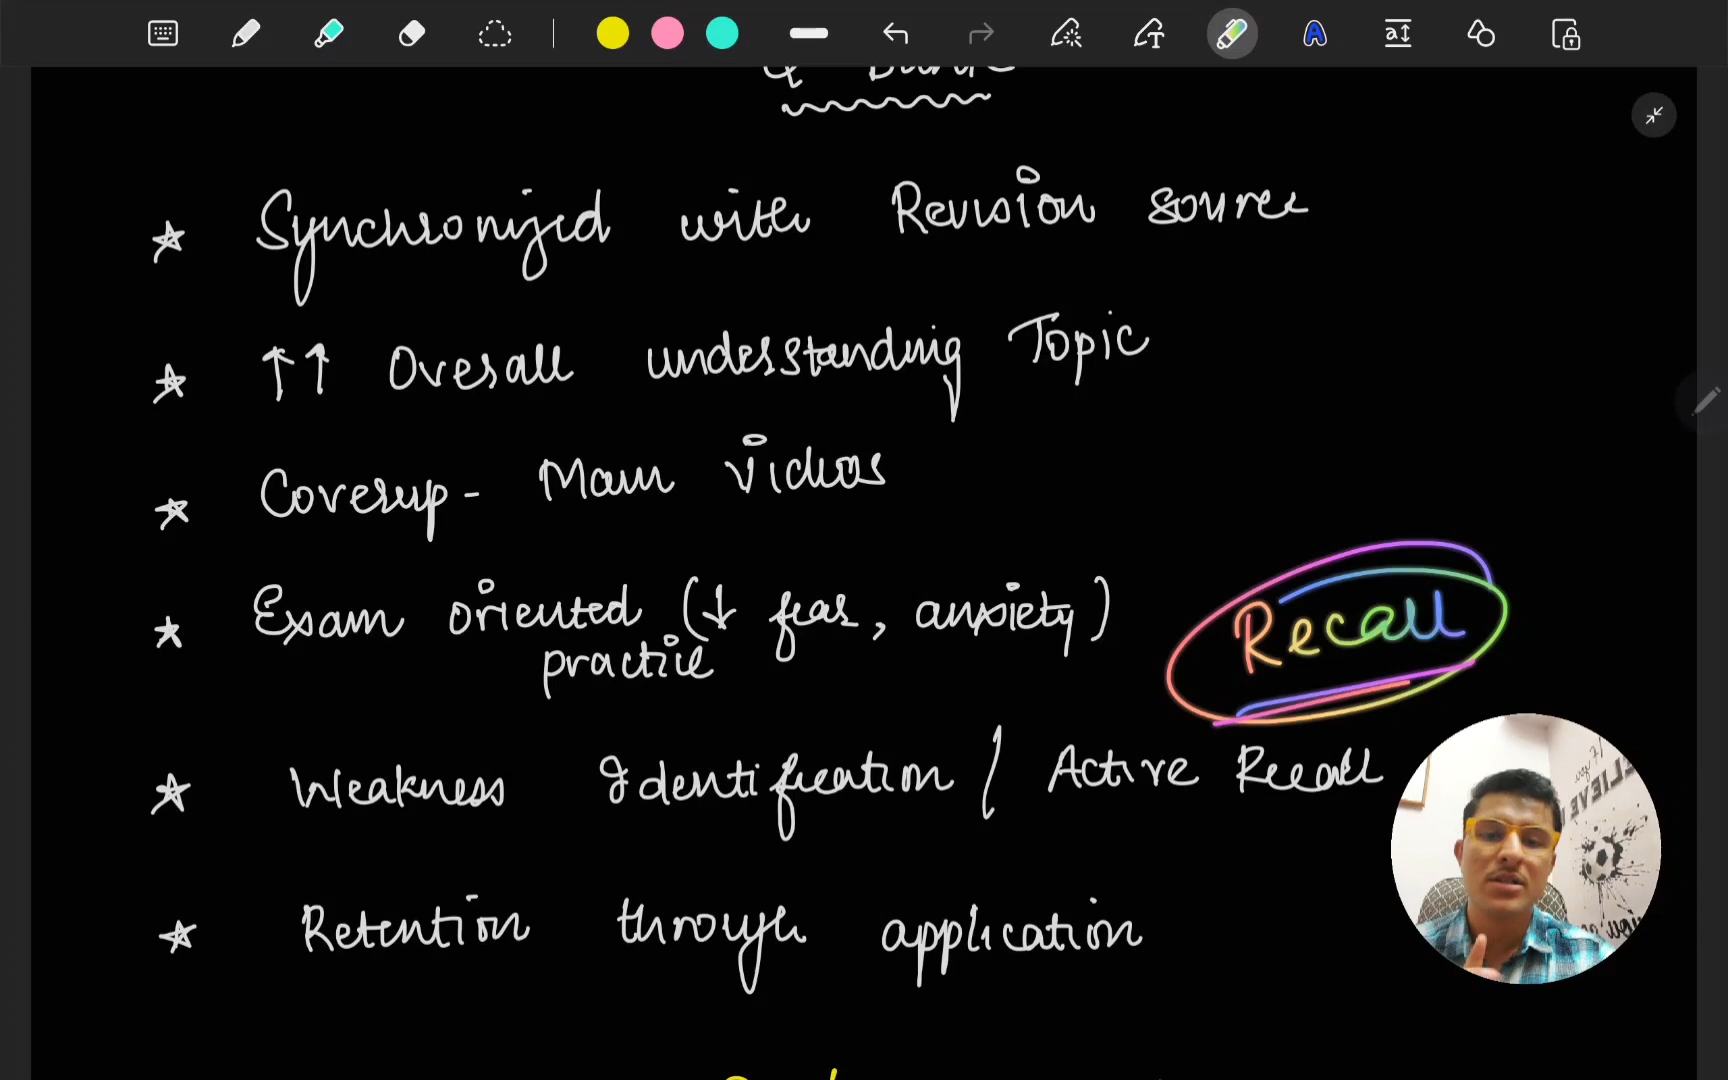 Q Bank
☆ Synchronized with Revision source
☆ ↑↑ Overall understanding Topic
☆ Coverup - Main videos
☆ Exam oriented (↓ fear, anxiety)
practice
Recall
☆ Weakness Identification / Active Recall
☆ Retention through application